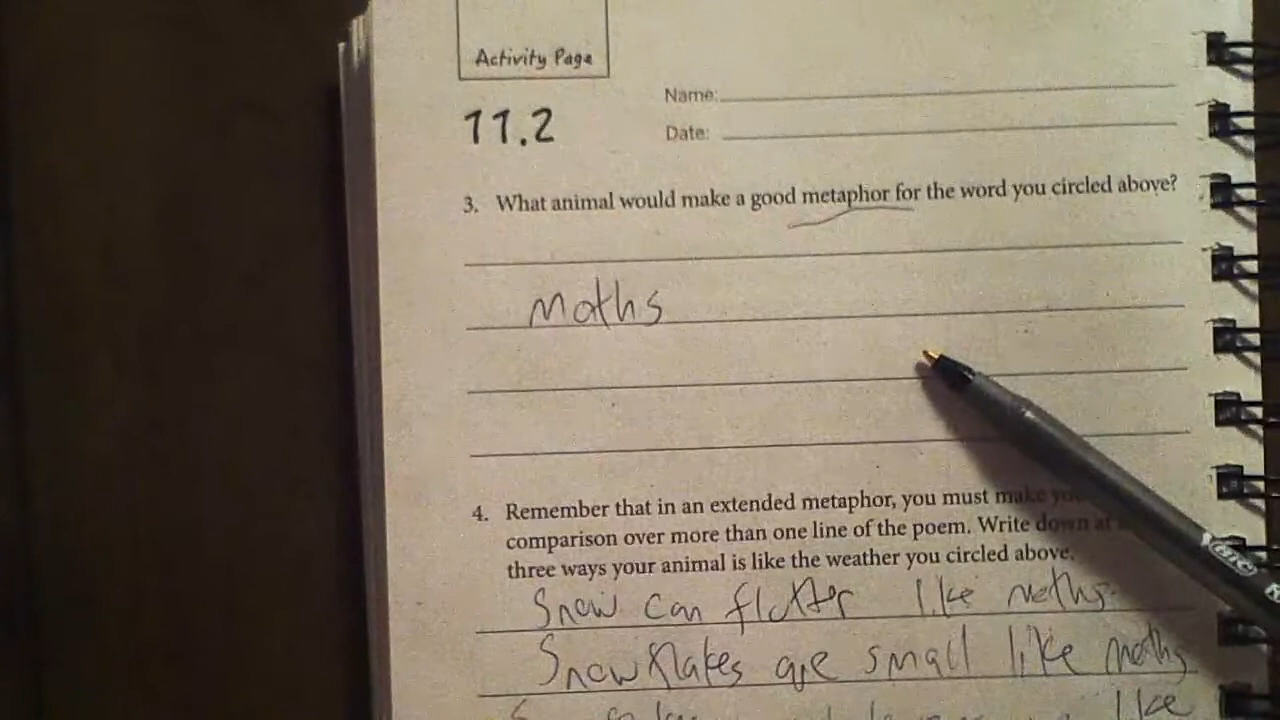 Activity Page
11.2
Name:
Date:
3. What animal would make a good metaphor for the word you circled above?
moths
4. Remember that in an extended metaphor, you must make
comparison over more than one line of the poem. Write down at
three ways your animal is like the weather you circled above.
Snow can flutter like moths.
Snowflakes are small like moths
like
BIC